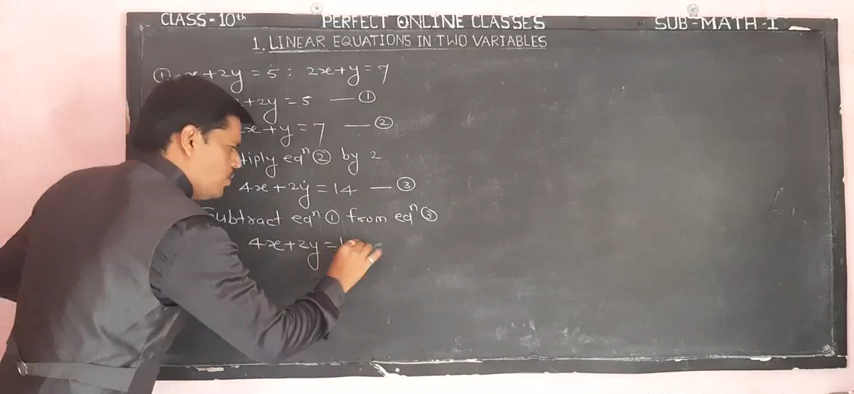 CLASS-10th PERFECT ONLINE CLASSES SUB-MATH-I
1. LINEAR EQUATIONS IN TWO VARIABLES
① x+2y=5 ; 2x+y=7
+2y=5 — ①
x+y=7 — ②
eqⁿ ② by 2
4x+2y=14 — ③
Subtract eqⁿ ① from eqⁿ ③
4x+2y=1